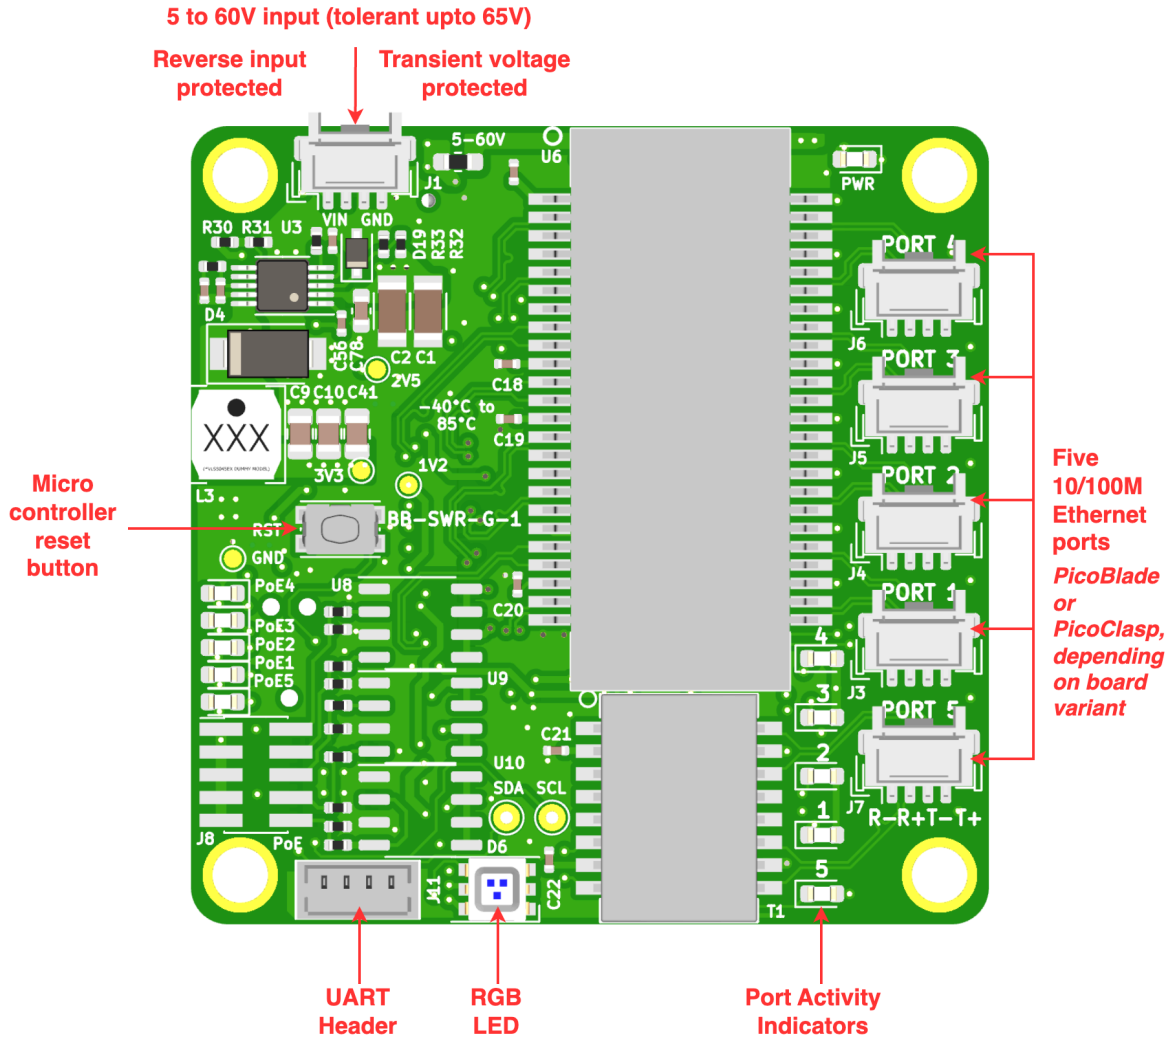 5 to 60V input (tolerant upto 65V)
Reverse input
protected
Transient voltage
protected
5-60V
U6
PWR
J1
VIN GND
R30 R31 U3
D19
R33
R32
PORT 4
D4
J6
C56
C78
C2 C1
2V5
PORT 3
C18
C9 C10 C41
-40°C to
85°C
XXX
C19
J5
3V3
1V2
PORT 2
L3
Micro
controller
reset
button
RST
BB-SWR-G-1
Five
10/100M
Ethernet
ports
PicoBlade
or
PicoClasp,
depending
on board
variant
GND
J4
PoE4
U8
PORT 1
C20
PoE3
PoE2
PoE1
PoE5
4
U9
J3
3
PORT 5
C21
2
U10
SDA SCL
J7
1
R-R+T-T+
J8
PoE
D6
5
J11
C22
T1
UART
Header
RGB
LED
Port Activity
Indicators